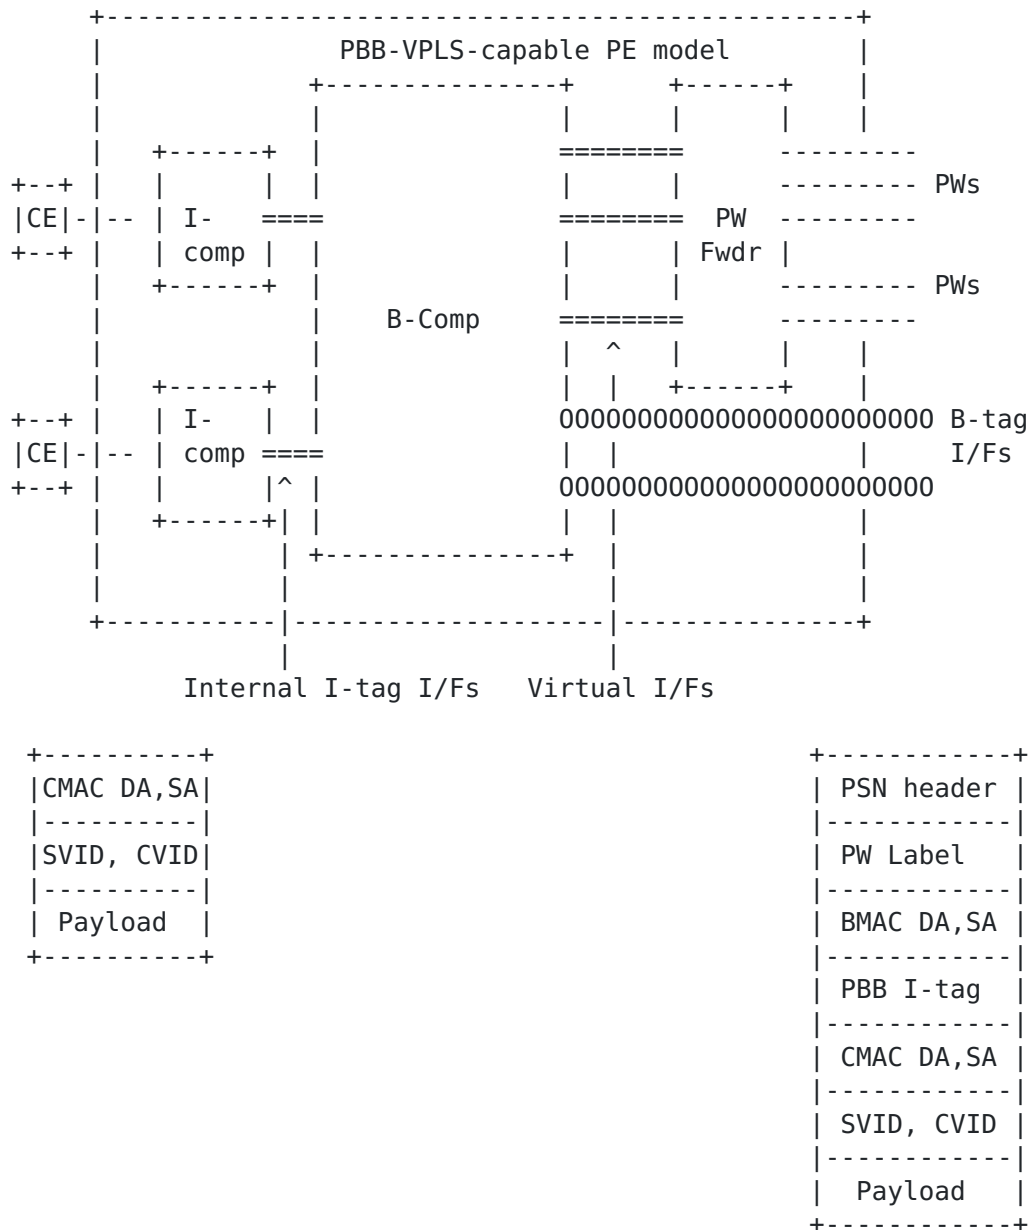 PBB-VPLS-capable PE model
PWs
CE I- PW
comp Fwdr
PWs
B-Comp
I- B-tag
CE comp I/Fs
Internal I-tag I/Fs Virtual I/Fs
CMAC DA,SA PSN header
SVID, CVID PW Label
Payload BMAC DA,SA
PBB I-tag
CMAC DA,SA
SVID, CVID
Payload